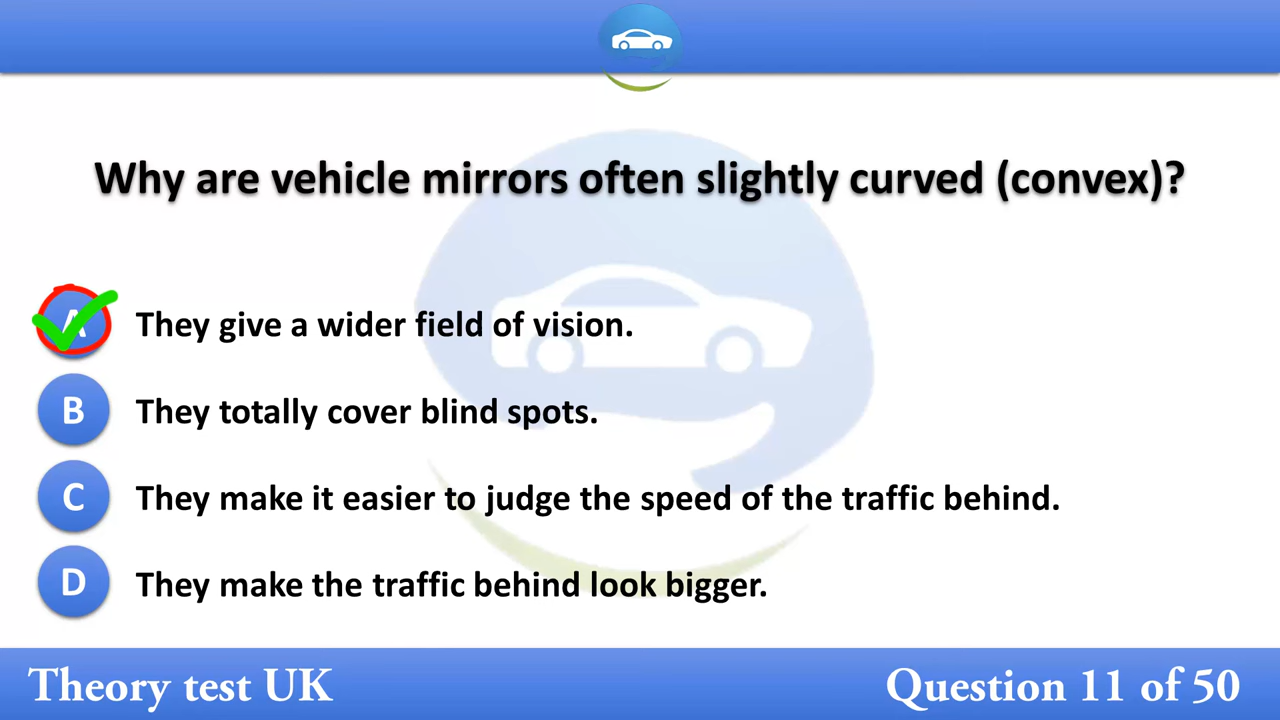 Why are vehicle mirrors often slightly curved (convex)?
A They give a wider field of vision.
B They totally cover blind spots.
C They make it easier to judge the speed of the traffic behind.
D They make the traffic behind look bigger.
Theory test UK
Question 11 of 50